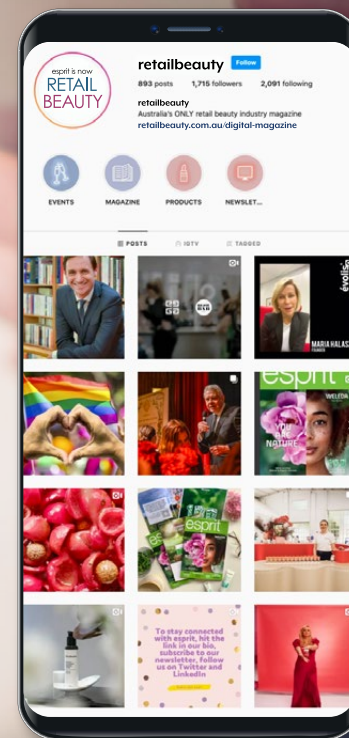 esprit is now
RETAIL
BEAUTY
retailbeauty Follow
893 posts 1,715 followers 2,091 following
retailbeauty
Australia's ONLY retail beauty industry magazine
retailbeauty.com.au/digital-magazine
EVENTS MAGAZINE PRODUCTS NEWSLET...
POSTS IGTV TAGGED
evolis
MARIA HALAS
esprit
WELEDA
YOU ARE NATURE
esprit
To stay connected
with esprit, hit the
link in our bio,
subscribe to our
newsletter, follow
us on Twitter and
LinkedIn